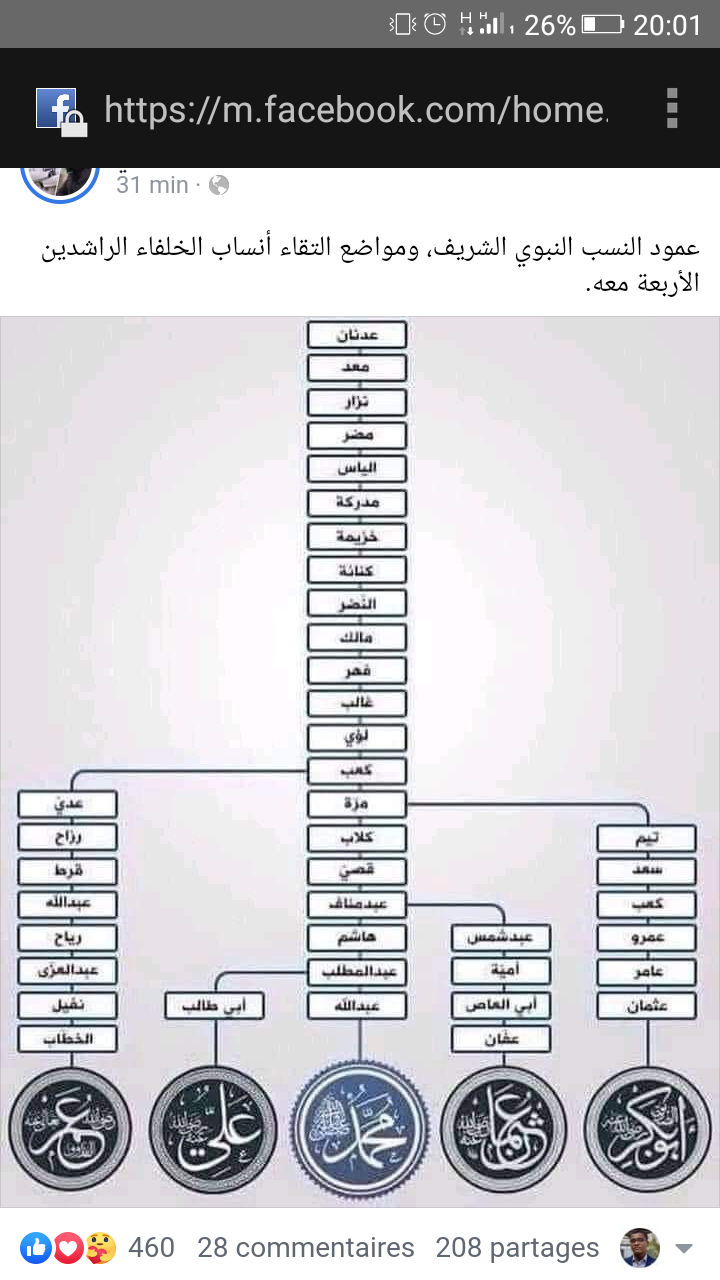 26% 20:01
https://m.facebook.com/home.
31 min ·
عمود النسب النبوي الشريف، ومواضع التقاء أنساب الخلفاء الراشدين
الأربعة معه.
عدنان
معد
نزار
مضر
الياس
مدركة
خزيمة
كنانة
النضر
مالك
فهر
غالب
لؤي
كعب
عدي
مرة
رزاح
كلاب
تيم
قرط
قصي
سعد
عبدالله
عبدمناف
كعب
رياح
هاشم
عبدشمس
عمرو
عبدالعزى
عبدالمطلب
أمية
عامر
نفيل
أبي طالب
عبدالله
أبي العاص
عثمان
الخطاب
عفان
عمر
علي
محمد
عثمان
أبو بكر
460 28 commentaires 208 partages